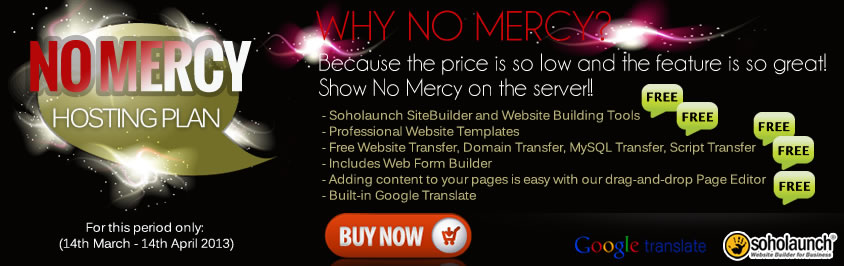 NO MERCY
HOSTING PLAN
For this period only:
(14th March - 14th April 2013)
WHY NO MERCY?
Because the price is so low and the feature is so great!
Show No Mercy on the server!!
- Soholaunch SiteBuilder and Website Building Tools FREE
- Professional Website Templates FREE
- Free Website Transfer, Domain Transfer, MySQL Transfer, Script Transfer FREE
- Includes Web Form Builder FREE
- Adding content to your pages is easy with our drag-and-drop Page Editor FREE
- Built-in Google Translate
BUY NOW
Google translate
soholaunch
Website Builder for Business